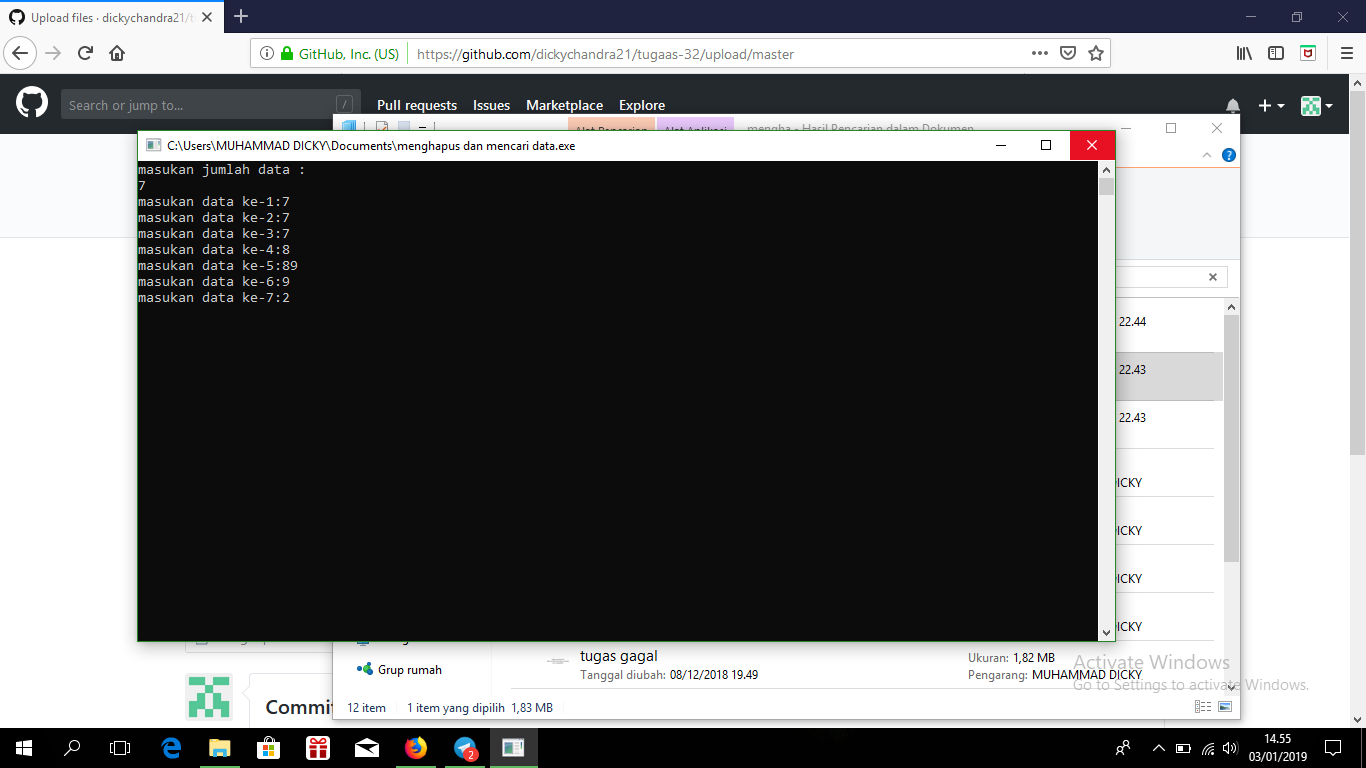 Upload files · dickychandra21/t
GitHub, Inc. (US)
https://github.com/dickychandra21/tugaas-32/upload/master
Search or jump to...
/
Pull requests
Issues
Marketplace
Explore
mengha - Hasil Pencarian dalam Dokumen
C:\Users\MUHAMMAD DICKY\Documents\menghapus dan mencari data.exe
masukan jumlah data :
7
masukan data ke-1:7
masukan data ke-2:7
masukan data ke-3:7
masukan data ke-4:8
masukan data ke-5:89
masukan data ke-6:9
masukan data ke-7:2
22.44
22.43
22.43
ICKY
ICKY
ICKY
ICKY
tugas gagal
Tanggal diubah: 08/12/2018 19.49
Ukuran: 1,82 MB
Pengarang: MUHAMMAD DICKY
Grup rumah
12 item
1 item yang dipilih 1,83 MB
Commi
Activate Windows
Go to Settings to activate Windows.
2
14.55
03/01/2019